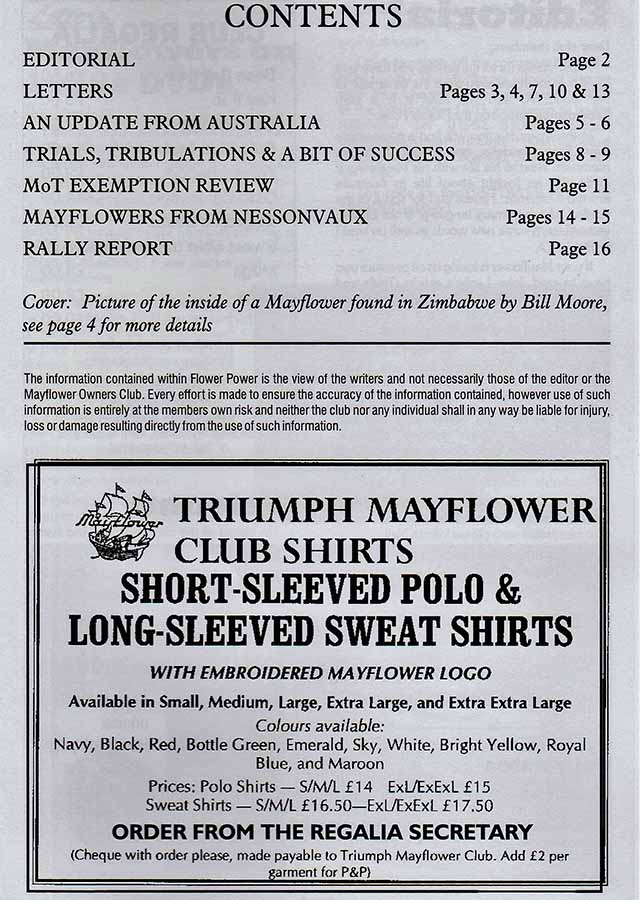 CONTENTS
EDITORIAL Page 2
LETTERS Pages 3, 4, 7, 10 & 13
AN UPDATE FROM AUSTRALIA Pages 5 - 6
TRIALS, TRIBULATIONS & A BIT OF SUCCESS Pages 8 - 9
MoT EXEMPTION REVIEW Page 11
MAYFLOWERS FROM NESSONVAUX Pages 14 - 15
RALLY REPORT Page 16
Cover: Picture of the inside of a Mayflower found in Zimbabwe by Bill Moore,
see page 4 for more details
The information contained within Flower Power is the view of the writers and not necessarily those of the editor or the
Mayflower Owners Club. Every effort is made to ensure the accuracy of the information contained, however use of such
information is entirely at the members own risk and neither the club nor any individual shall in any way be liable for injury,
loss or damage resulting directly from the use of such information.
Mayflower
TRIUMPH MAYFLOWER
CLUB SHIRTS
SHORT-SLEEVED POLO &
LONG-SLEEVED SWEAT SHIRTS
WITH EMBROIDERED MAYFLOWER LOGO
Available in Small, Medium, Large, Extra Large, and Extra Extra Large
Colours available:
Navy, Black, Red, Bottle Green, Emerald, Sky, White, Bright Yellow, Royal
Blue, and Maroon
Prices: Polo Shirts — S/M/L £14 ExL/ExExL £15
Sweat Shirts — S/M/L £16.50—ExL/ExExL £17.50
ORDER FROM THE REGALIA SECRETARY
(Cheque with order please, made payable to Triumph Mayflower Club. Add £2 per
garment for P&P)